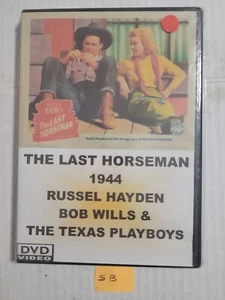 THE LAST HORSEMAN
THE LAST HORSEMAN
1944
RUSSEL HAYDEN
BOB WILLS &
THE TEXAS PLAYBOYS
DVD
VIDEO
SB